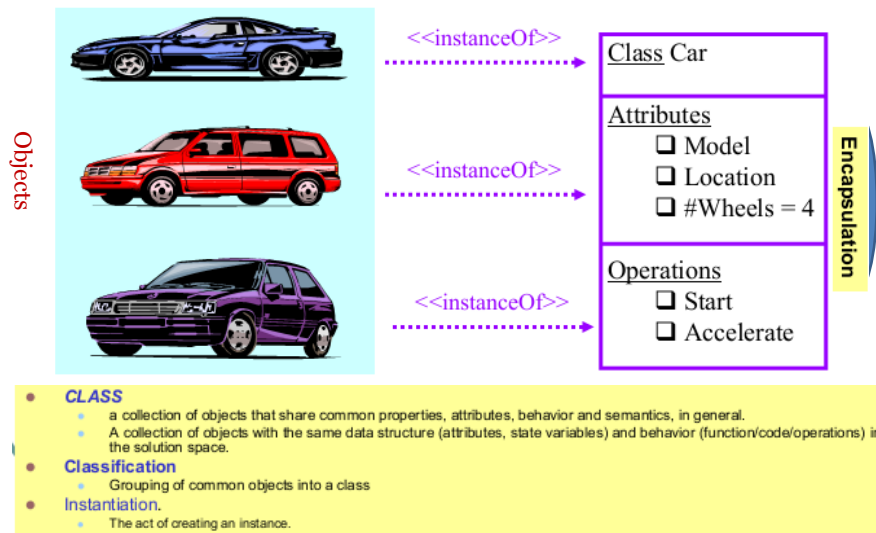 Objects
<<instanceOf>>
<<instanceOf>>
<<instanceOf>>
Class Car
Attributes
Model
Location
#Wheels = 4
Operations
Start
Accelerate
Encapsulation
CLASS
a collection of objects that share common properties, attributes, behavior and semantics, in general.
A collection of objects with the same data structure (attributes, state variables) and behavior (function/code/operations) in
the solution space.
Classification
Grouping of common objects into a class
Instantiation.
The act of creating an instance.